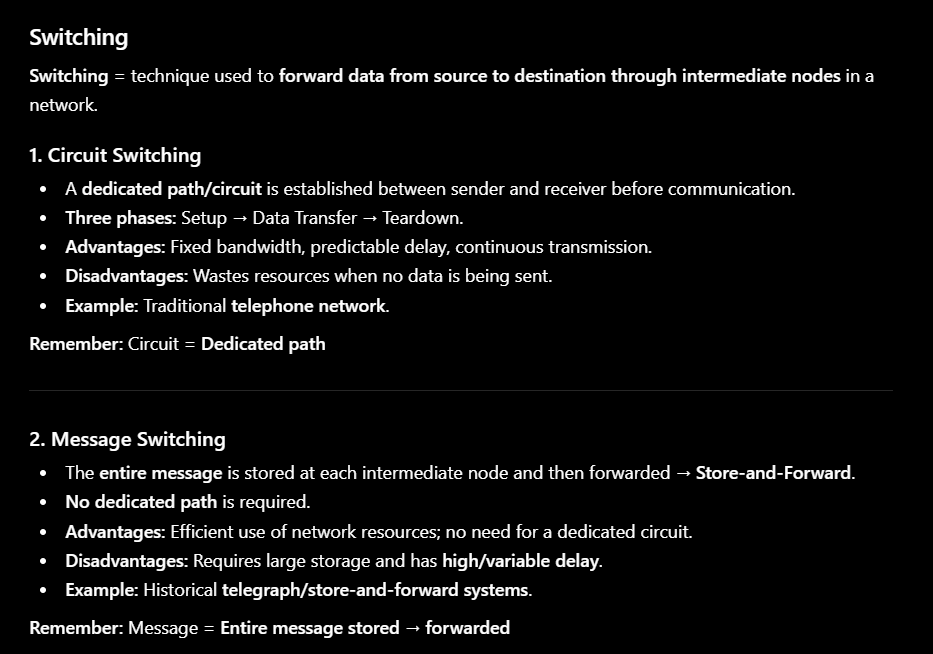 Switching
Switching = technique used to forward data from source to destination through intermediate nodes in a
network.
1. Circuit Switching
• A dedicated path/circuit is established between sender and receiver before communication.
• Three phases: Setup → Data Transfer → Teardown.
• Advantages: Fixed bandwidth, predictable delay, continuous transmission.
• Disadvantages: Wastes resources when no data is being sent.
• Example: Traditional telephone network.
Remember: Circuit = Dedicated path
2. Message Switching
• The entire message is stored at each intermediate node and then forwarded → Store-and-Forward.
• No dedicated path is required.
• Advantages: Efficient use of network resources; no need for a dedicated circuit.
• Disadvantages: Requires large storage and has high/variable delay.
• Example: Historical telegraph/store-and-forward systems.
Remember: Message = Entire message stored → forwarded